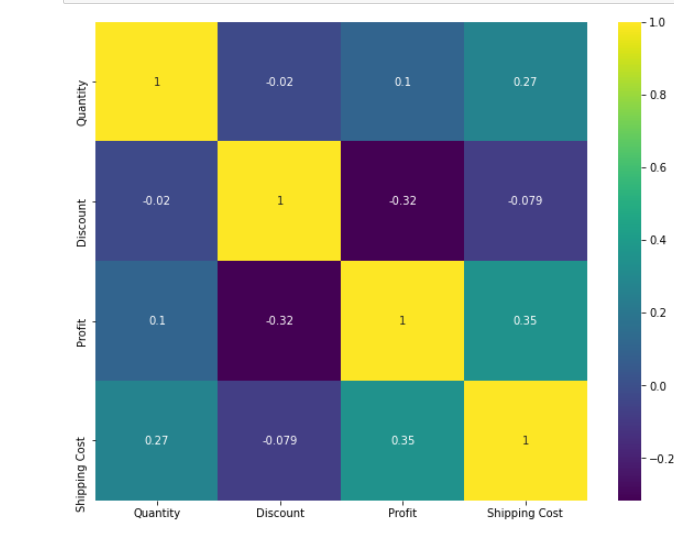 Quantity
Discount
Profit
Shipping Cost
1 -0.02 0.1 0.27
-0.02 1 -0.32 -0.079
0.1 -0.32 1 0.35
0.27 -0.079 0.35 1
Quantity Discount Profit Shipping Cost
1.0
0.8
0.6
0.4
0.2
0.0
−0.2